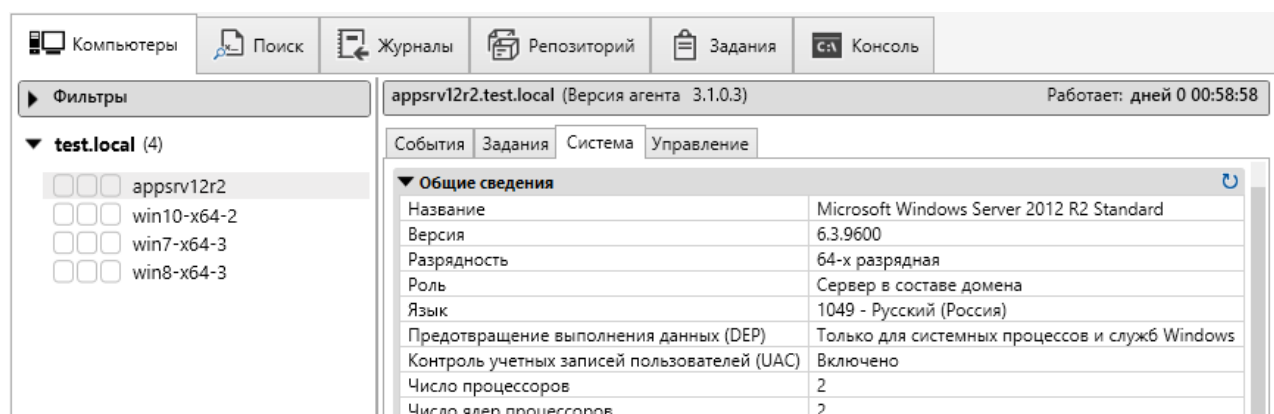 Компьютеры Поиск Журналы Репозиторий Задания C:\ Консоль
Фильтры
test.local (4)
appsrv12r2
win10-x64-2
win7-x64-3
win8-x64-3
appsrv12r2.test.local (Версия агента 3.1.0.3) Работает: дней 0 00:58:58
События Задания Система Управление
Общие сведения
Название Microsoft Windows Server 2012 R2 Standard
Версия 6.3.9600
Разрядность 64-х разрядная
Роль Сервер в составе домена
Язык 1049 - Русский (Россия)
Предотвращение выполнения данных (DEP) Только для системных процессов и служб Windows
Контроль учетных записей пользователей (UAC) Включено
Число процессоров 2
Число ядер процессоров 2